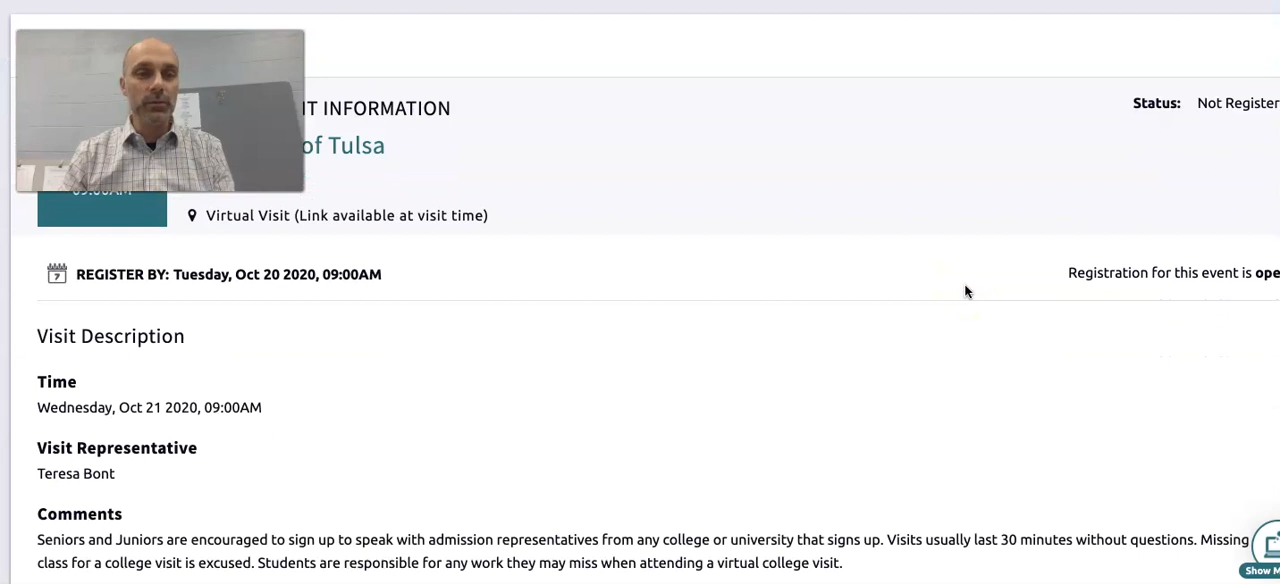 IT INFORMATION
Status: Not Register
of Tulsa
09:00AM
Virtual Visit (Link available at visit time)
7 REGISTER BY: Tuesday, Oct 20 2020, 09:00AM
Registration for this event is ope
Visit Description
Time
Wednesday, Oct 21 2020, 09:00AM
Visit Representative
Teresa Bont
Comments
Seniors and Juniors are encouraged to sign up to speak with admission representatives from any college or university that signs up. Visits usually last 30 minutes without questions. Missing
class for a college visit is excused. Students are responsible for any work they may miss when attending a virtual college visit.
Show M